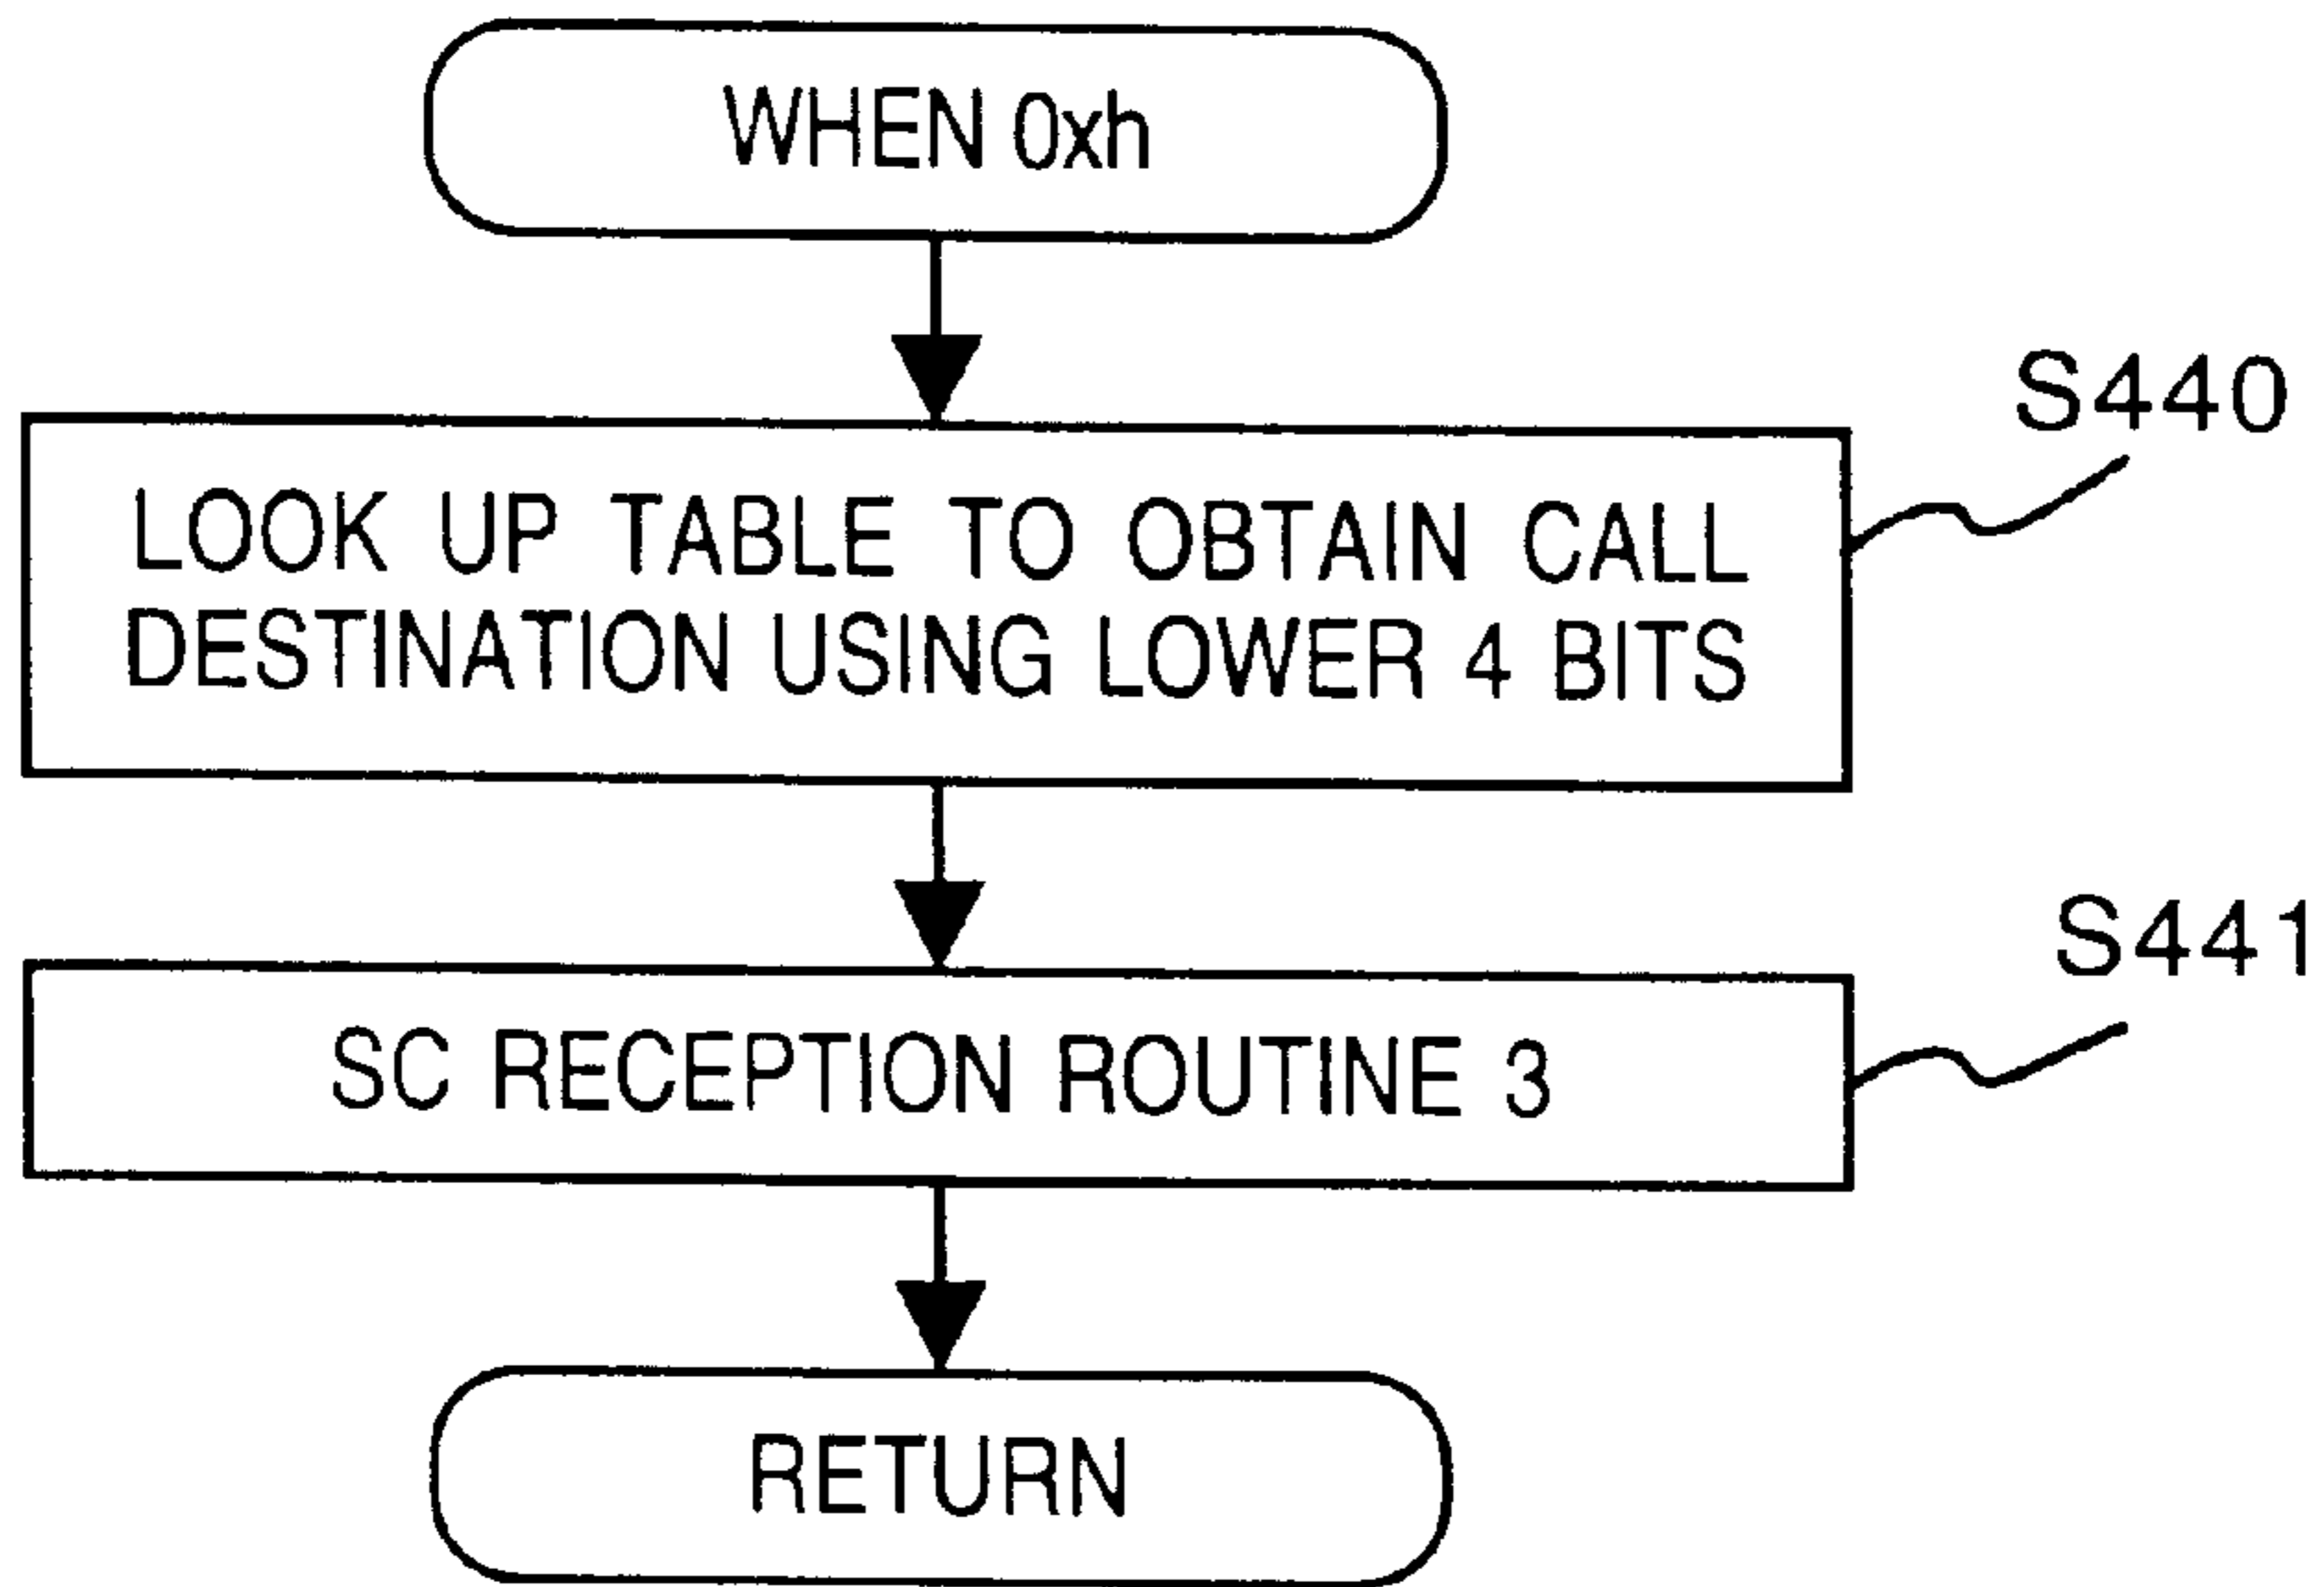 WHEN 0xh
S440
LOOK UP TABLE TO OBTAIN CALL
DESTINATION USING LOWER 4 BITS
S441
SC RECEPTION ROUTINE 3
RETURN